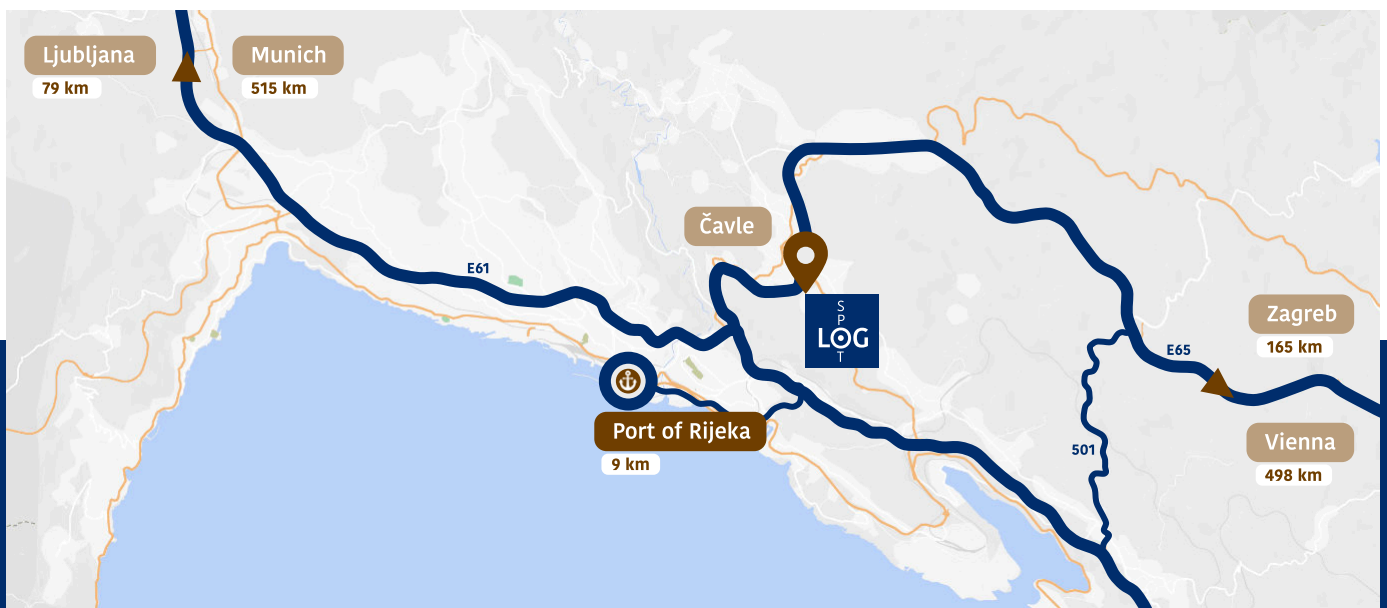 Ljubljana
79 km
Munich
515 km
Čavle
E61
SPOT
LOG
Zagreb
165 km
E65
Port of Rijeka
9 km
501
Vienna
498 km